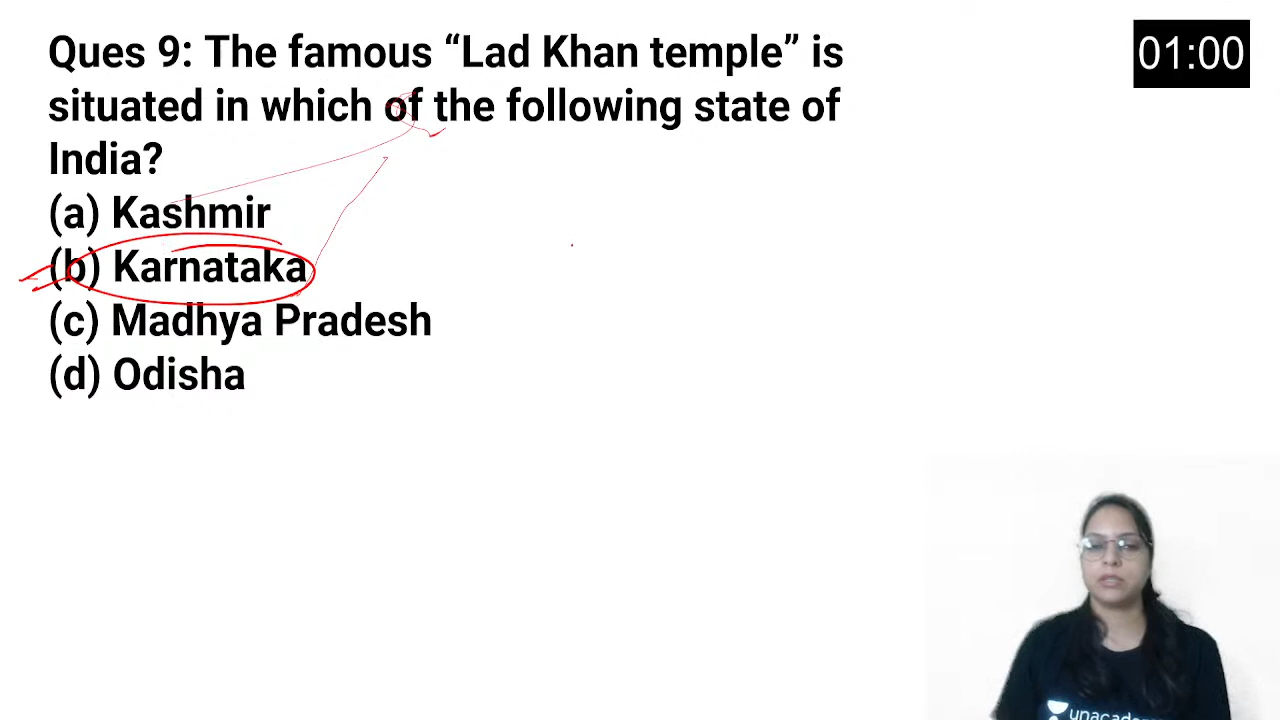 Ques 9: The famous “Lad Khan temple” is
situated in which of the following state of
India?
(a) Kashmir
(b) Karnataka
(c) Madhya Pradesh
(d) Odisha
01:00